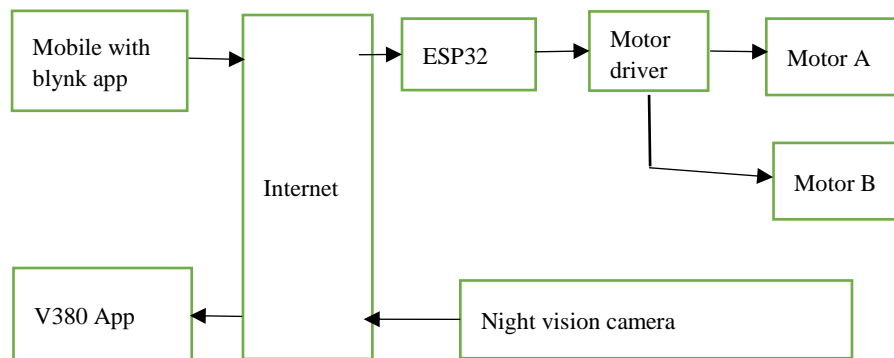 Mobile with
blynk app
ESP32
Motor
driver
Motor A
Internet
Motor B
V380 App
Night vision camera